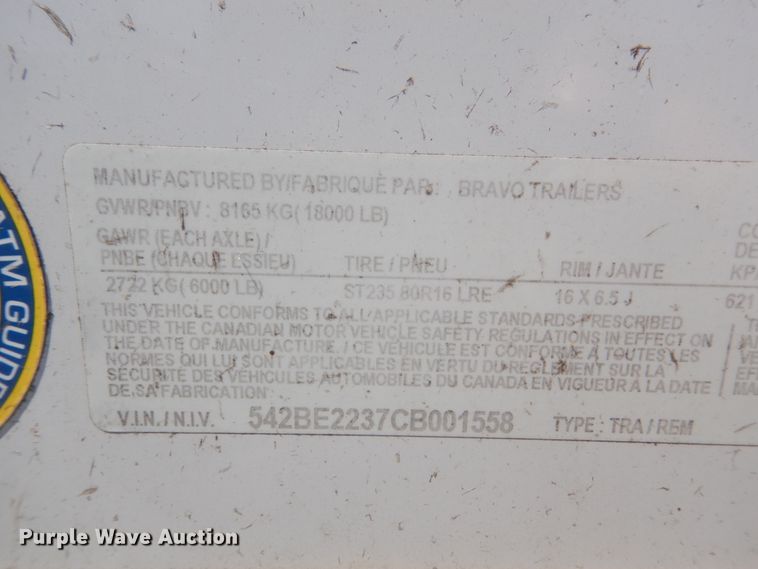 MANUFACTURED BY/FABRIQUÉ PAR: BRAVO TRAILERS
GVWR/PNBV : 8165 KG( 18000 LB)
GAWR (EACH AXLE) /
PNBE (CHAQUE ESSIEU) TIRE / PNEU RIM / JANTE
2722 KG( 6000 LB) ST235 80R16 LRE 16 X 6.5 J 621
THIS VEHICLE CONFORMS TO ALL APPLICABLE STANDARDS PRESCRIBED
UNDER THE CANADIAN MOTOR VEHICLE SAFETY REGULATIONS IN EFFECT ON
THE DATE OF MANUFACTURE. / CE VÉHICULE EST CONFORME À TOUTES LES
NORMES QUI LUI SONT APPLICABLES EN VERTU DU RÈGLEMENT SUR LA
SÉCURITÉ DES VÉHICULES AUTOMOBILES DU CANADA EN VIGUEUR À LA DATE
DE SA FABRICATION
V.I.N. / N.I.V. 542BE2237CB001558 TYPE : TRA / REM
ATM GUIDE
Purple Wave Auction